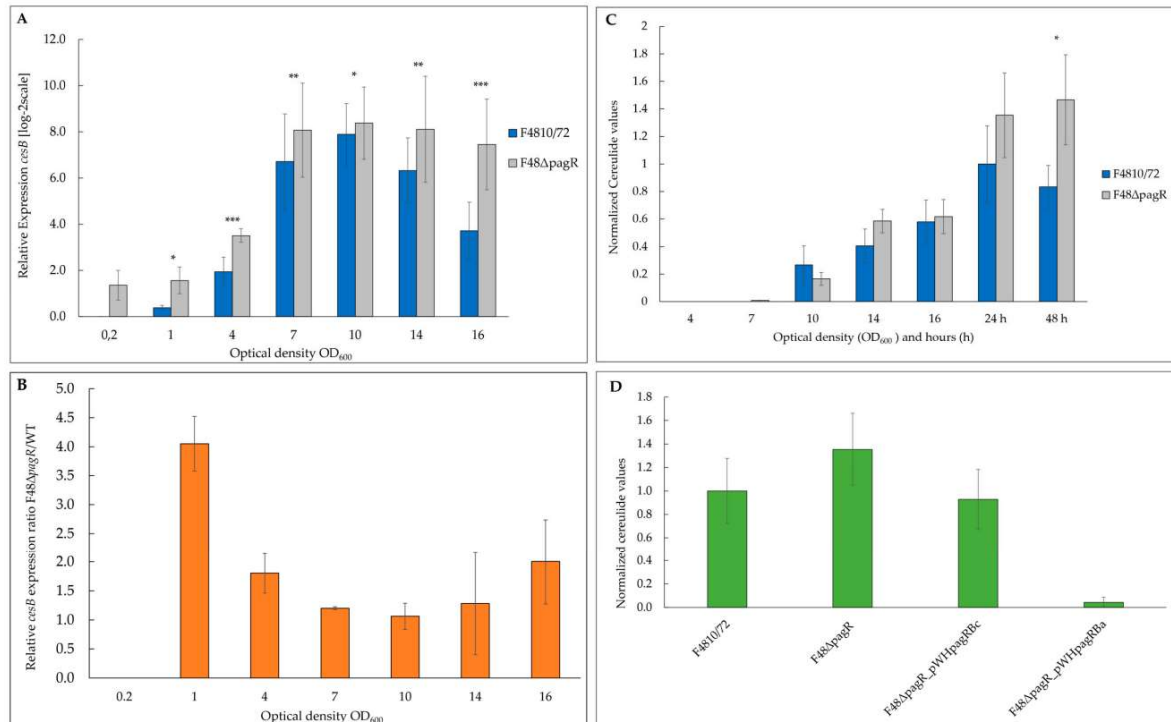 A
Relative Expression cesB [log-2scale]
12.0
10.0
8.0
6.0
4.0
2.0
0.0
*
***
**
*
**
***
F4810/72
F48ΔpagR
0,2 1 4 7 10 14 16
Optical density OD600
B
Relative cesB expression ratio F48ΔpagR/WT
5.0
4.5
4.0
3.5
3.0
2.5
2.0
1.5
1.0
0.5
0.0
0.2 1 4 7 10 14 16
Optical density OD600
C
Normalized Cereulide values
2
1.8
1.6
1.4
1.2
1
0.8
0.6
0.4
0.2
0
*
F4810/72
F48ΔpagR
4 7 10 14 16 24 h 48 h
Optical density (OD600 ) and hours (h)
D
Normalized cereulide values
1.8
1.6
1.4
1.2
1.0
0.8
0.6
0.4
0.2
0.0
F4810/72
F48ΔpagR
F48ΔpagR_pWHpagRBc
F48ΔpagR_pWHpagRBa